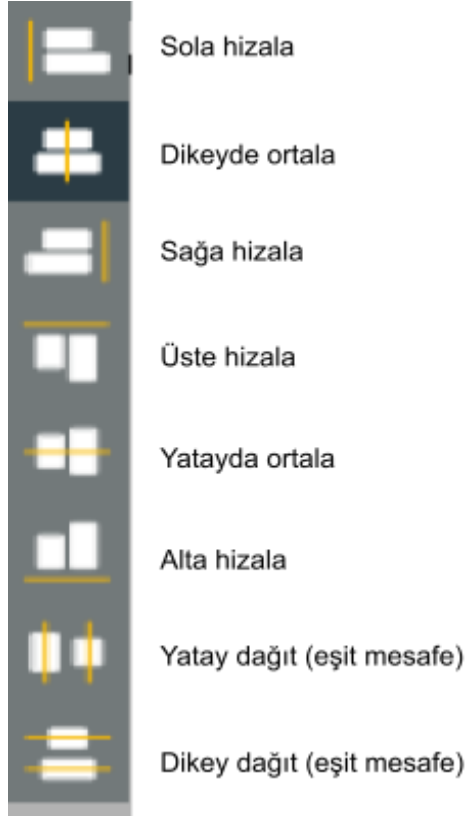 Sola hizala
Dikeyde ortala
Sağa hizala
Üste hizala
Yatayda ortala
Alta hizala
Yatay dağıt (eşit mesafe)
Dikey dağıt (eşit mesafe)